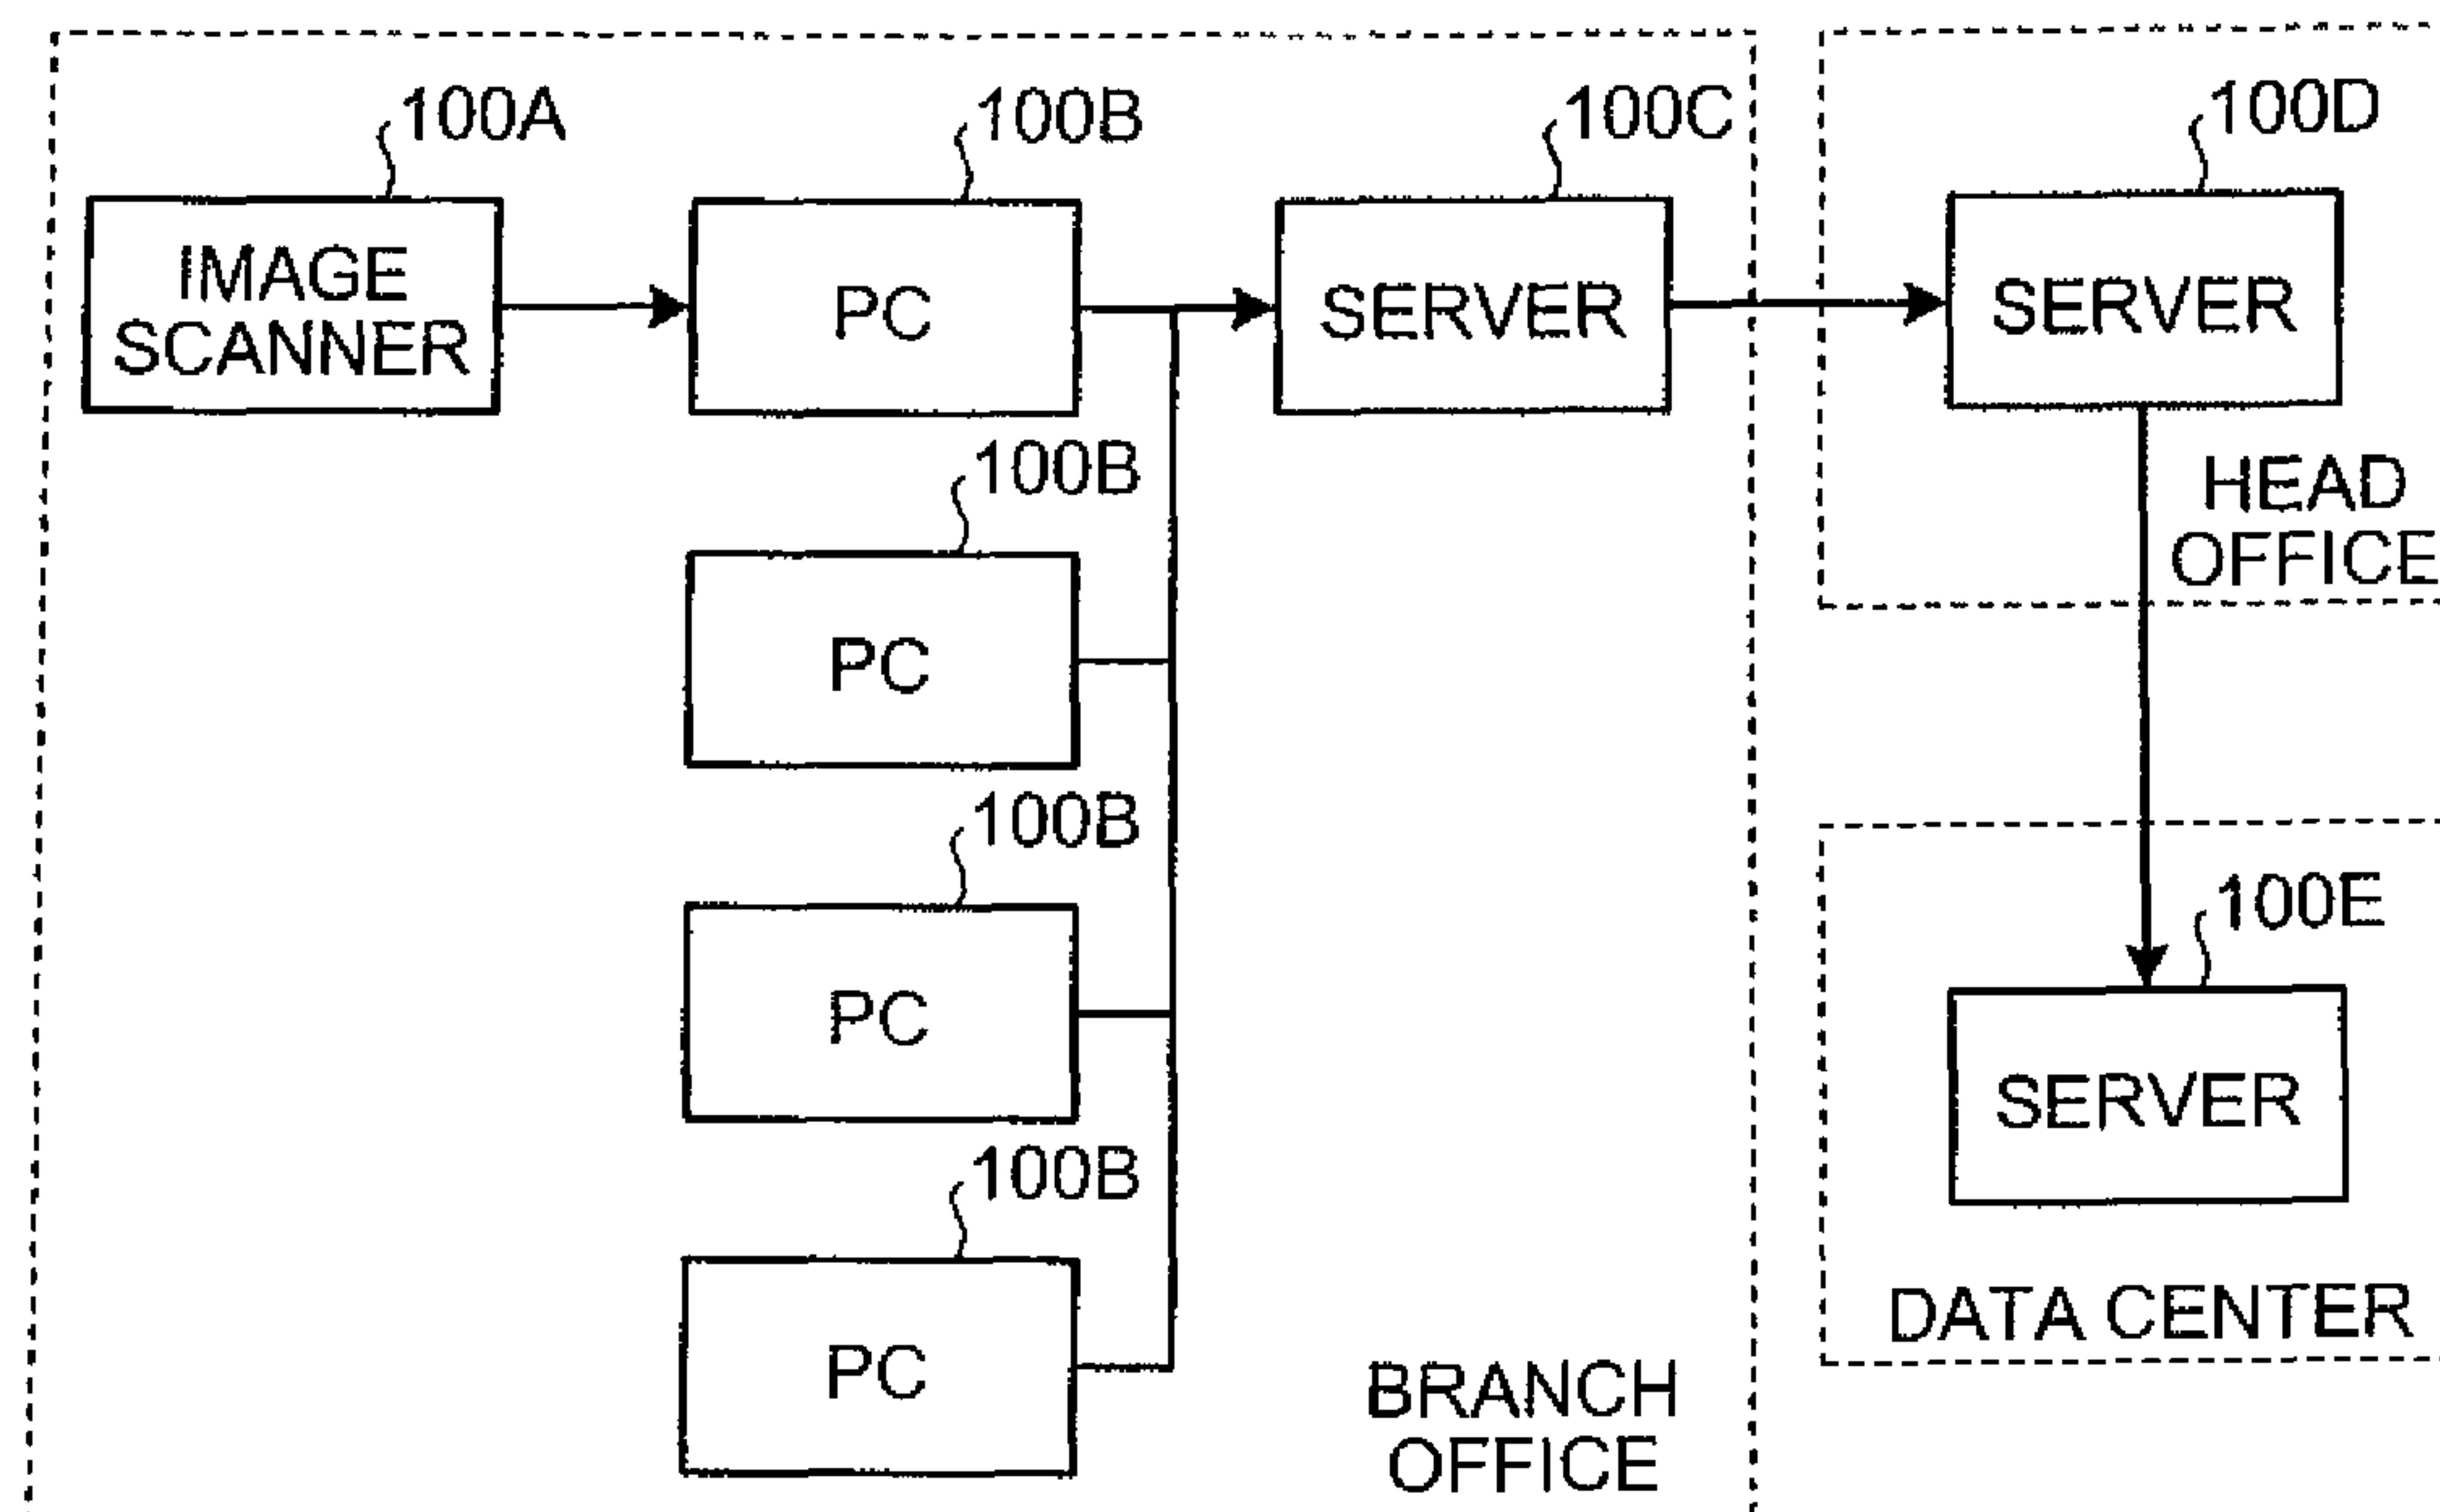 100A
100B
100C
100D
IMAGE
SCANNER
PC
SERVER
SERVER
100B
HEAD
OFFICE
PC
100B
100E
PC
SERVER
100B
DATA CENTER
PC
BRANCH
OFFICE